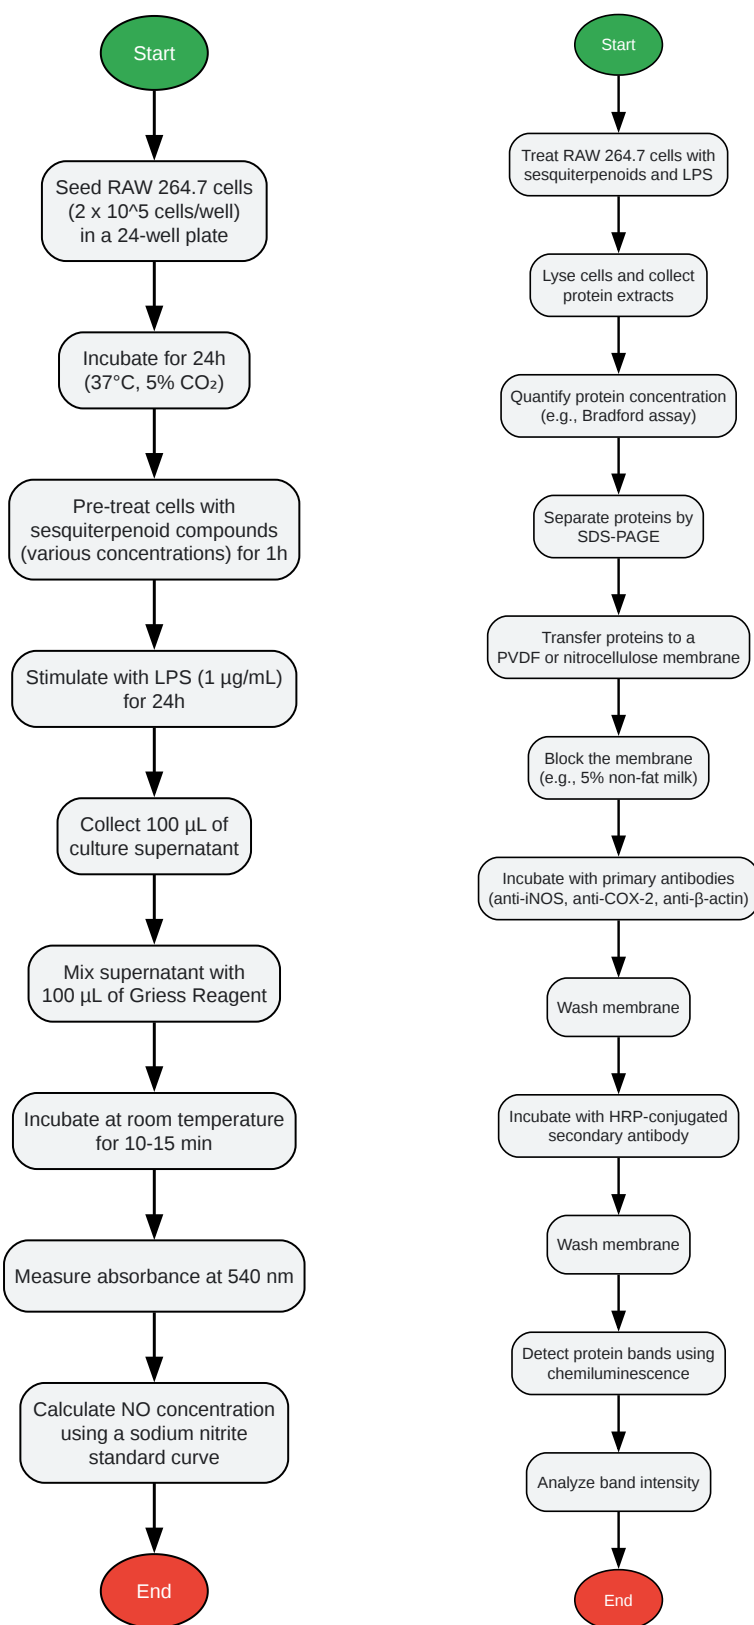 Start
Seed RAW 264.7 cells
(2 x 10^5 cells/well)
in a 24-well plate
Incubate for 24h
(37°C, 5% CO₂)
Pre-treat cells with
sesquiterpenoid compounds
(various concentrations) for 1h
Stimulate with LPS (1 µg/mL)
for 24h
Collect 100 µL of
culture supernatant
Mix supernatant with
100 µL of Griess Reagent
Incubate at room temperature
for 10-15 min
Measure absorbance at 540 nm
Calculate NO concentration
using a sodium nitrite
standard curve
End
Start
Treat RAW 264.7 cells with
sesquiterpenoids and LPS
Lyse cells and collect
protein extracts
Quantify protein concentration
(e.g., Bradford assay)
Separate proteins by
SDS-PAGE
Transfer proteins to a
PVDF or nitrocellulose membrane
Block the membrane
(e.g., 5% non-fat milk)
Incubate with primary antibodies
(anti-iNOS, anti-COX-2, anti-β-actin)
Wash membrane
Incubate with HRP-conjugated
secondary antibody
Wash membrane
Detect protein bands using
chemiluminescence
Analyze band intensity
End